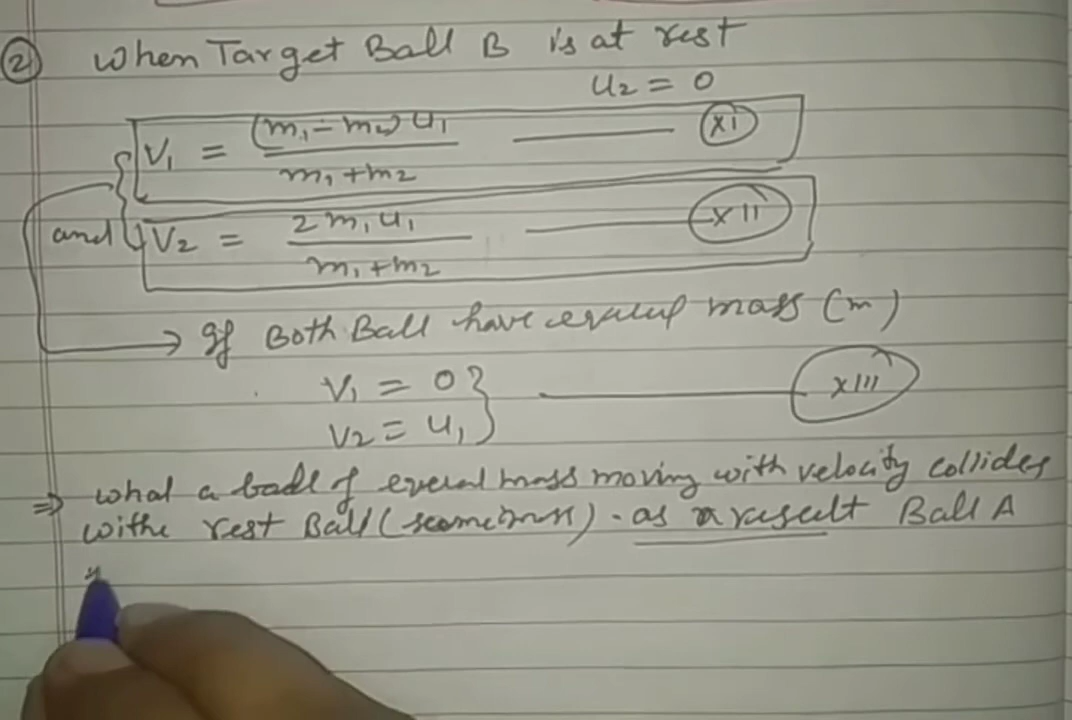 ② When Target Ball B is at rest
u₂ = 0
V₁ = (m₁ - m₂) u₁ / m₁ + m₂ —— (XI)
and V₂ = 2 m₁ u₁ / m₁ + m₂ —— (XII)
→ If Both Ball have equal mass (m)
V₁ = 0
V₂ = u₁ } —— (XIII)
⇒ what a ball of equal mass moving with velocity collides
withe rest Ball (same mass). as a result Ball A